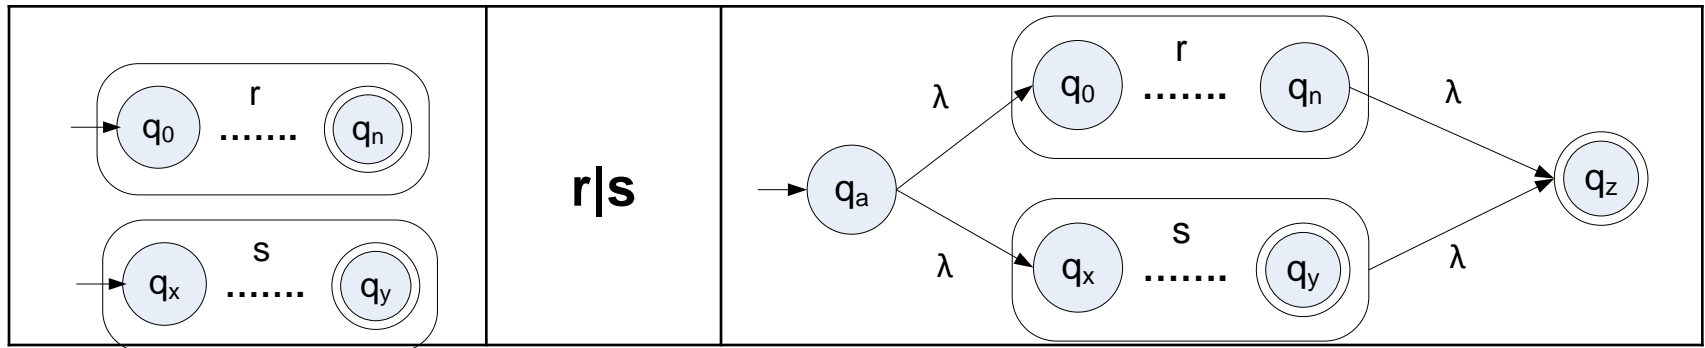 r
q0 ....... qn
s
qx ....... qy
r|s
r
q0 ....... qn
λ
λ
qa
qz
s
qx ....... qy
λ
λ